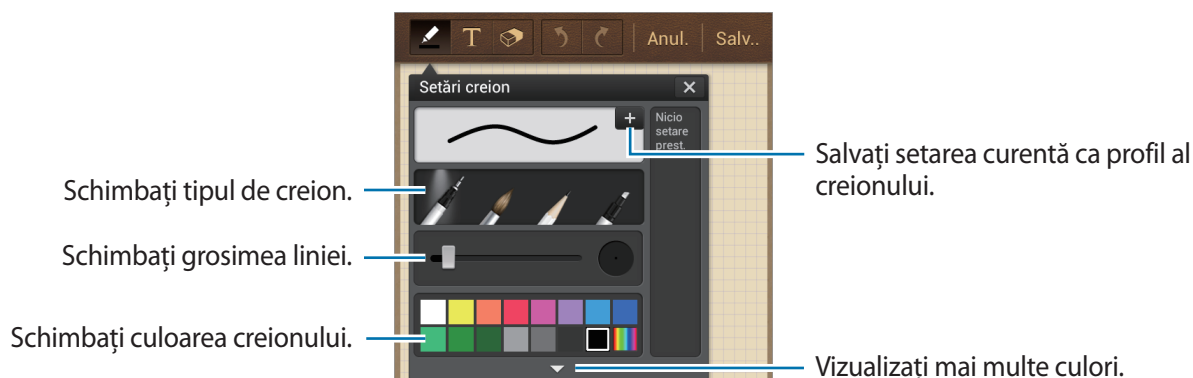 T
Anul.
Salv..
Setări creion
Nicio
setare
prest.
Salvați setarea curentă ca profil al
creionului.
Schimbați tipul de creion.
Schimbați grosimea liniei.
Schimbați culoarea creionului.
Vizualizați mai multe culori.